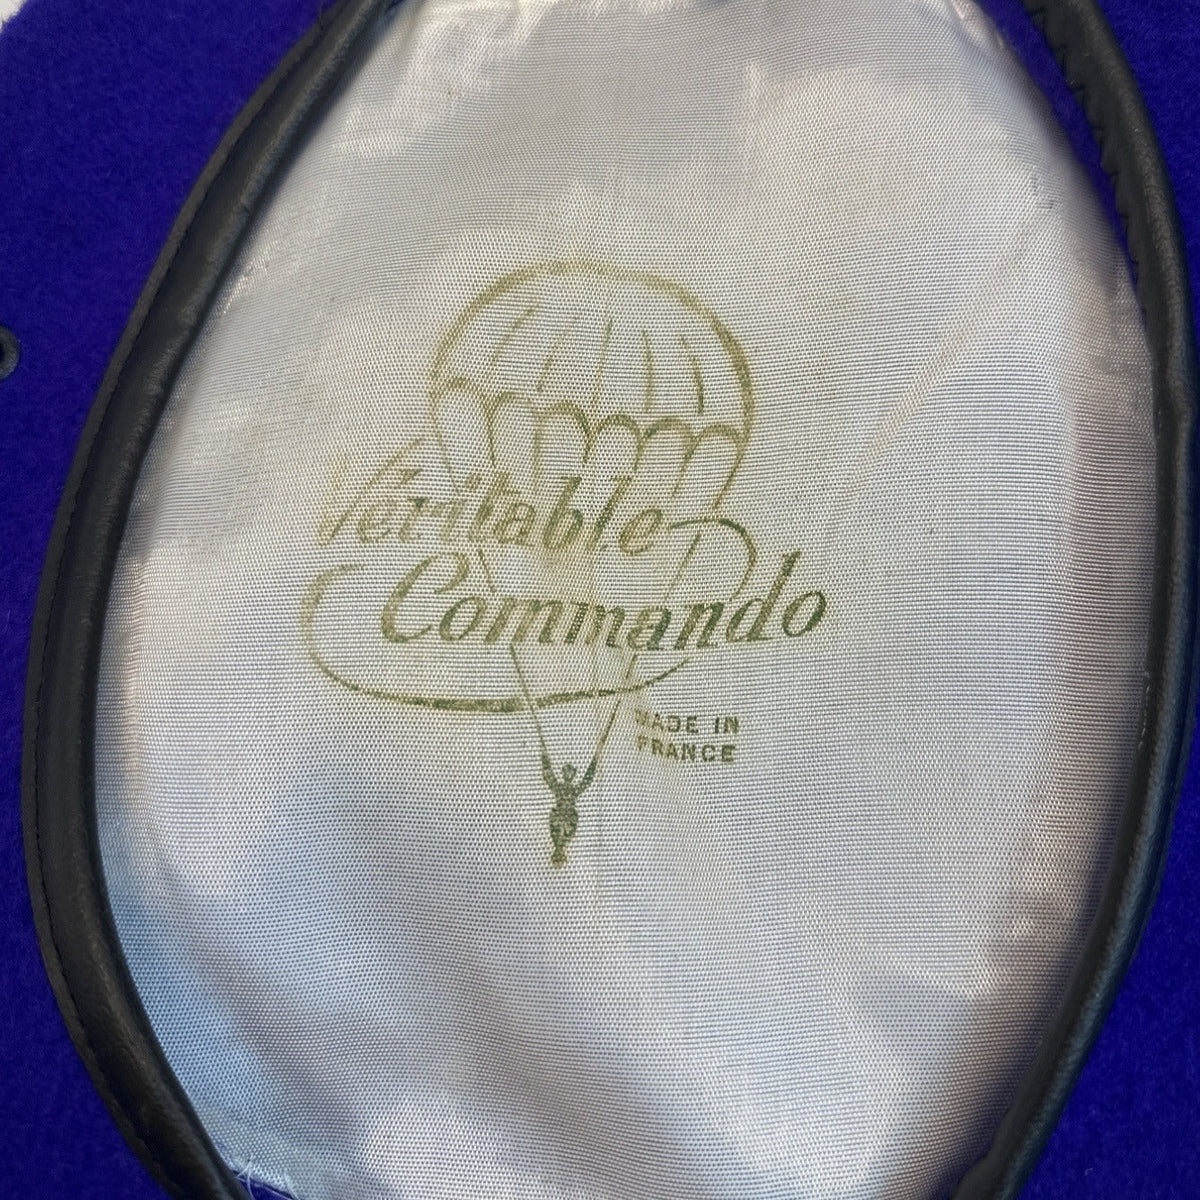 Véritable
Commando
MADE IN
FRANCE